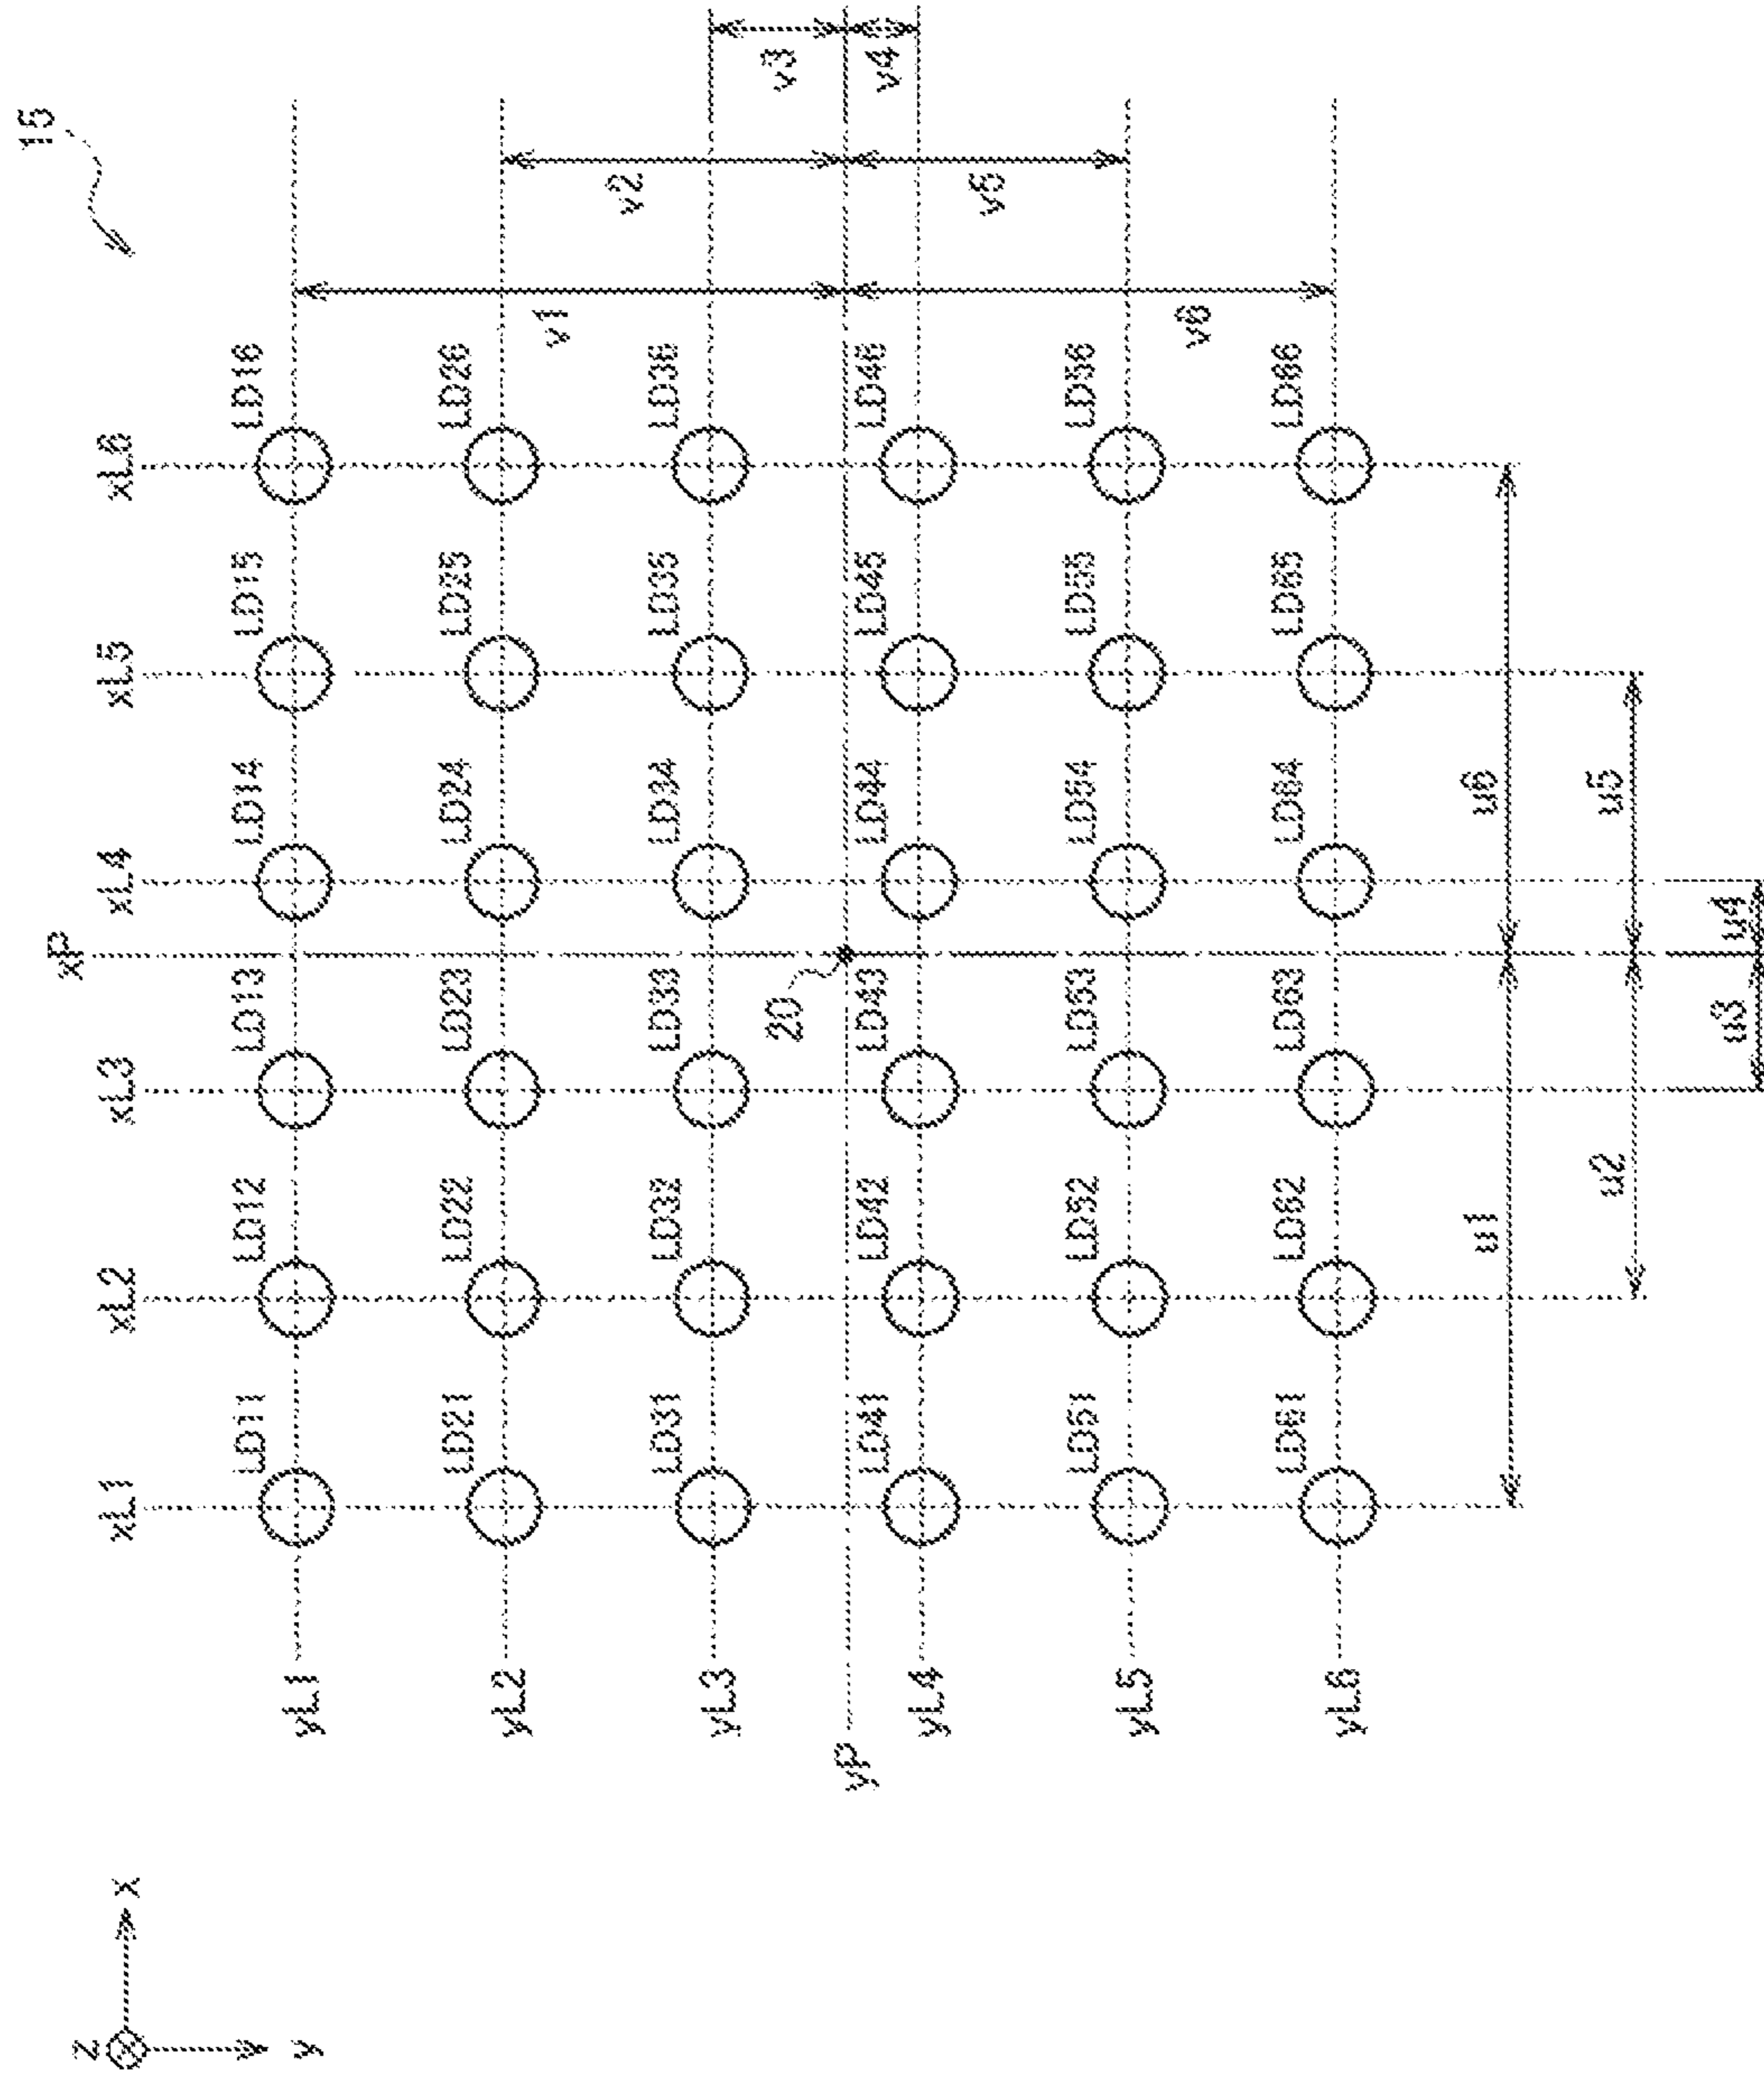 15
xP
z
x
y
xL1 xL2 xL3 xL4 xL5 xL6
LD11 LD12 LD13 LD14 LD15 LD16
yL1
LD21 LD22 LD23 LD24 LD25 LD26
yL2
v1
v2
LD31 LD32 LD33 LD34 LD35 LD36
yL3
v3
20
yP
LD41 LD42 LD43 LD44 LD45 LD46
v4
yL4
v5
LD51 LD52 LD53 LD54 LD55 LD56
yL5
v6
LD61 LD62 LD63 LD64 LD65 LD66
yL6
u1 u6
u2 u5
u3 u4